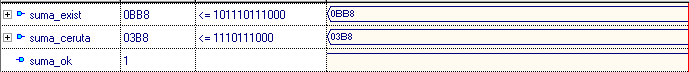 suma_exist 0BB8 <= 101110111000 0BB8
suma_ceruta 03B8 <= 1110111000 03B8
suma_ok 1